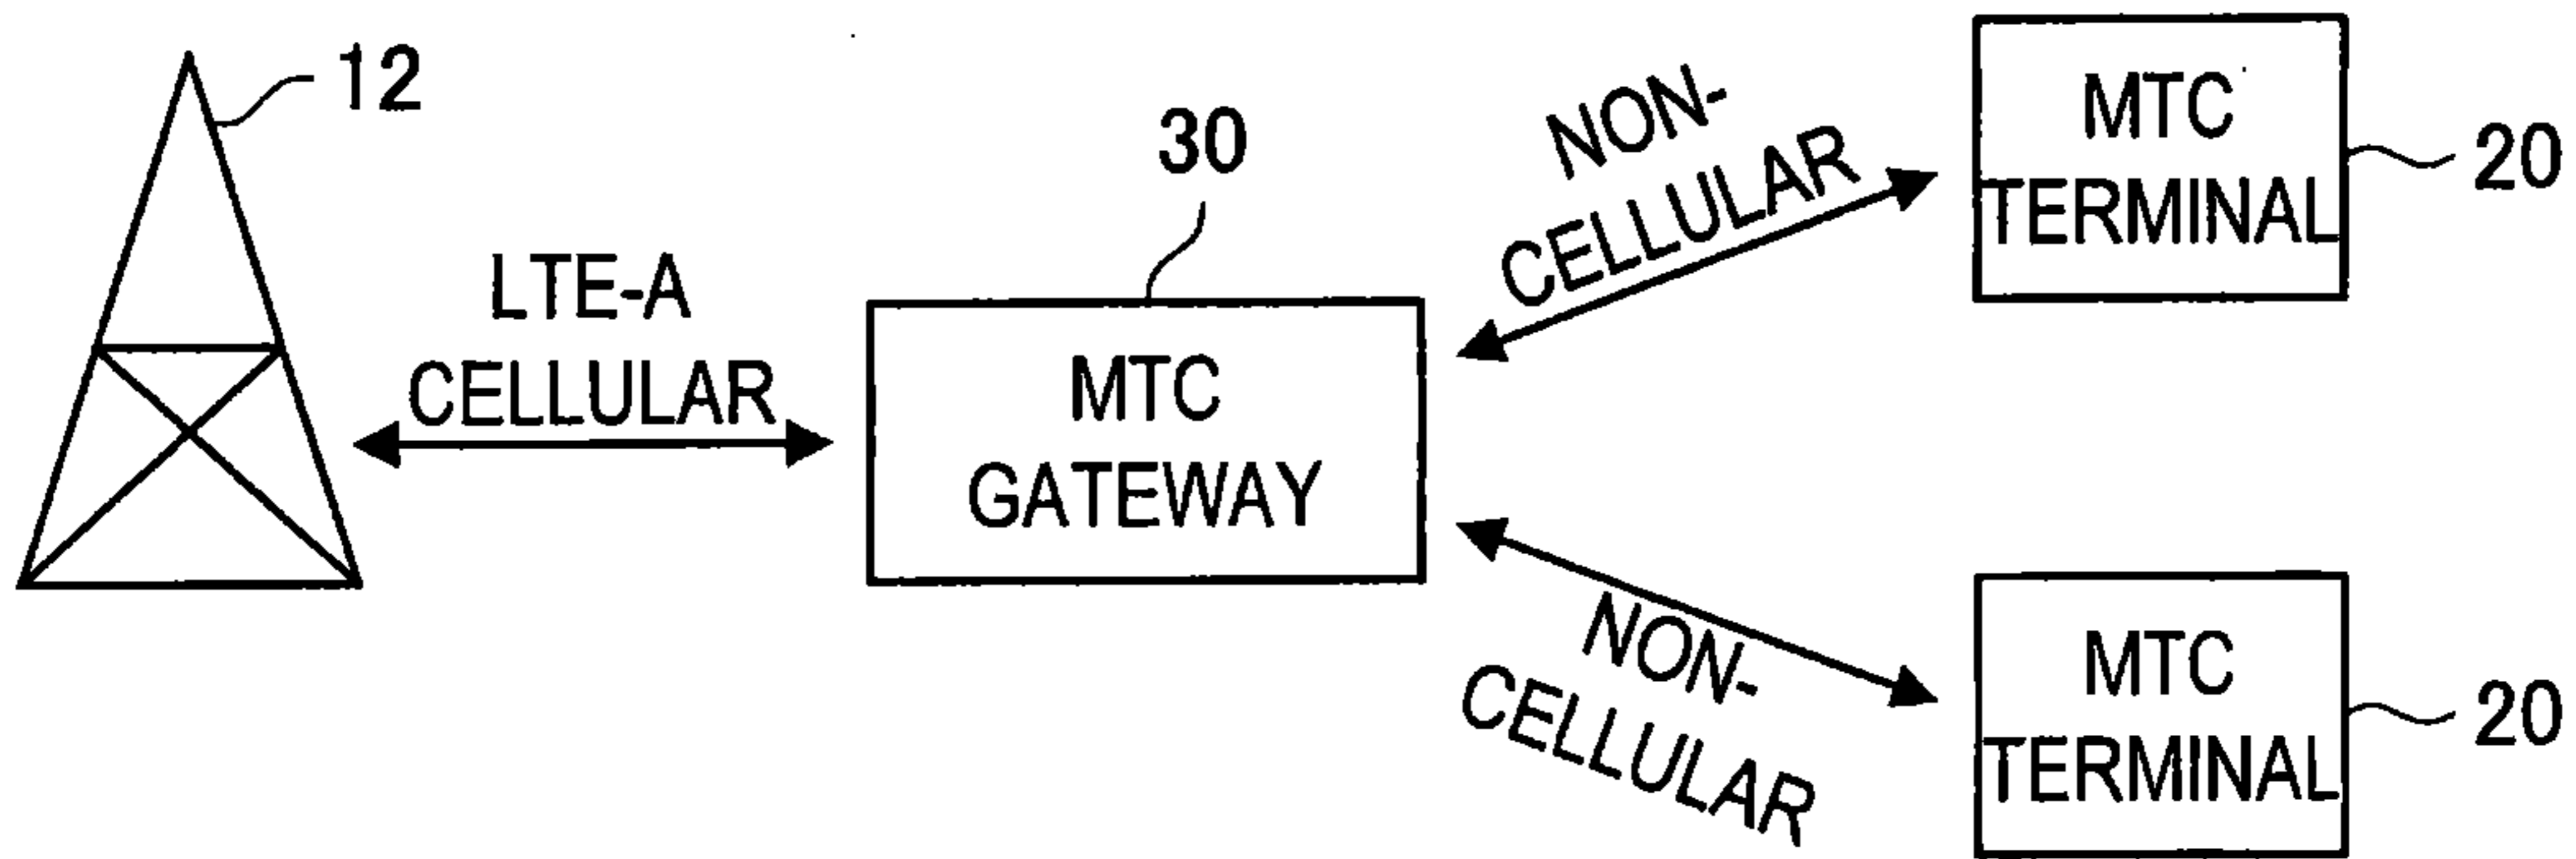 12
LTE-A
CELLULAR
30
MTC
GATEWAY
NON-
CELLULAR
MTC
TERMINAL
20
NON-
CELLULAR
MTC
TERMINAL
20